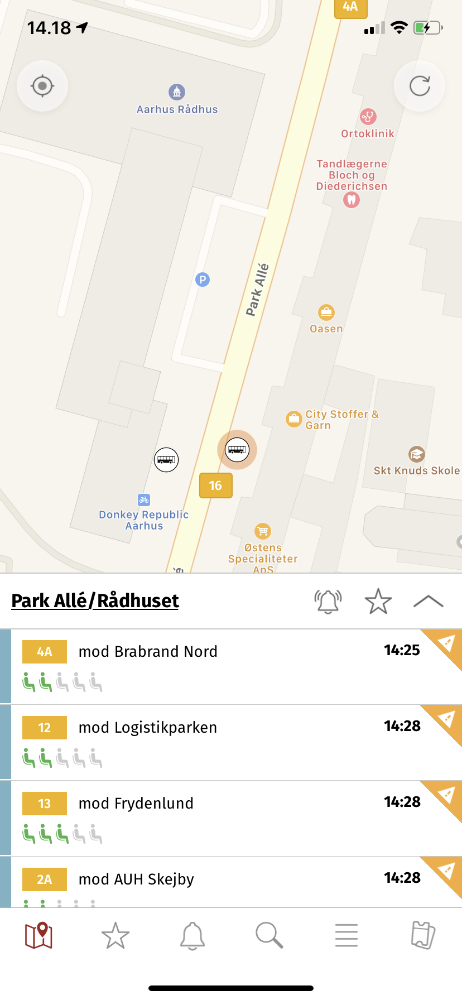 4A
14.18
Aarhus Rådhus
Ortoklinik
Tandlægerne
Bloch og
Diederichsen
P
Park Allé
Oasen
City Stoffer &
Garn
Skt Knuds Skole
16
Donkey Republic
Aarhus
Østens
Specialiteter
ApS
Park Allé/Rådhuset
4A mod Brabrand Nord 14:25
12 mod Logistikparken 14:28
13 mod Frydenlund 14:28
2A mod AUH Skejby 14:28